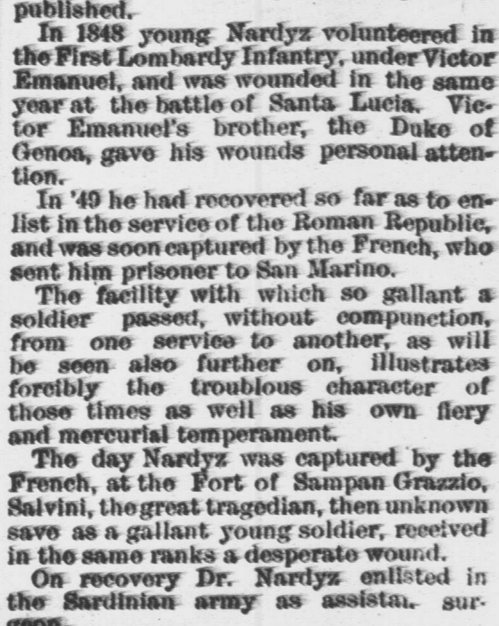 published.
In 1848 young Nardyz volunteered in
the First Lombardy Infantry, under Victor
Emanuel, and was wounded in the same
year at the battle of Santa Lucia. Vic-
tor Emanuel's brother, the Duke of
Genoa, gave his wounds personal atten-
tion.
In '49 he had recovered so far as to en-
list in the service of the Roman Republic,
and was soon captured by the French, who
sent him prisoner to San Marino.
The facility with which so gallant a
soldier passed, without compunction,
from one service to another, as will
be seen also further on, illustrates
forcibly the troublous character of
those times as well as his own fiery
and mercurial temperament.
The day Nardyz was captured by the
French, at the Fort of Sampan Grazzio,
Salvini, the great tragedian, then unknown
save as a gallant young soldier, received
in the same ranks a desperate wound.
On recovery Dr. Nardyz enlisted in
the Sardinian army as sur-
geon